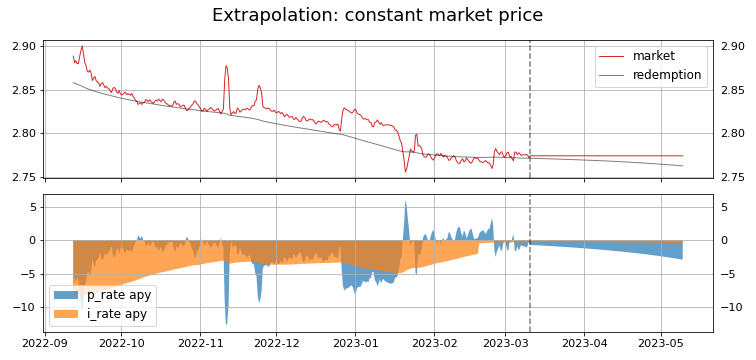 Extrapolation: constant market price
2.90 2.90
2.85 2.85
2.80 2.80
2.75 2.75
market
redemption
5 5
0 0
−5 −5
−10 −10
p_rate apy
i_rate apy
2022-09 2022-10 2022-11 2022-12 2023-01 2023-02 2023-03 2023-04 2023-05